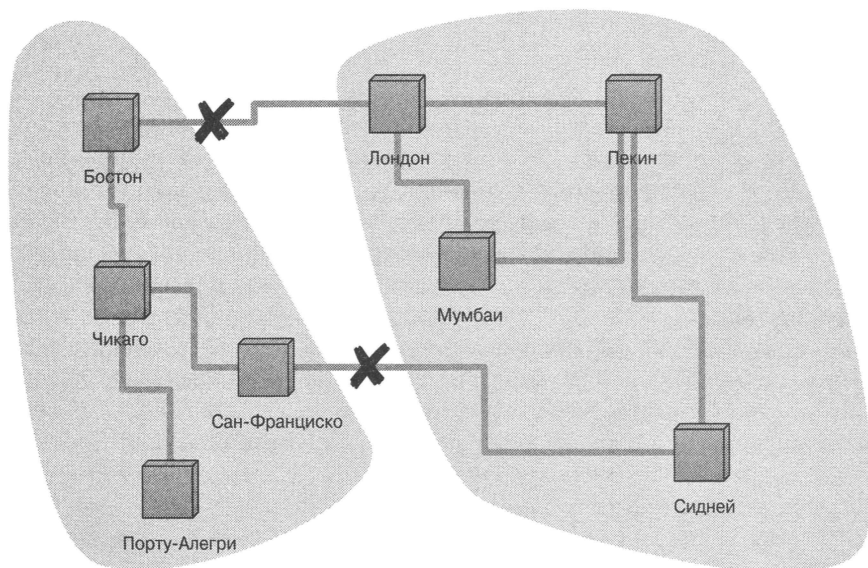 Бостон
Лондон
Пекин
Чикаго
Мумбаи
Сан-Франциско
Порту-Алегри
Сидней